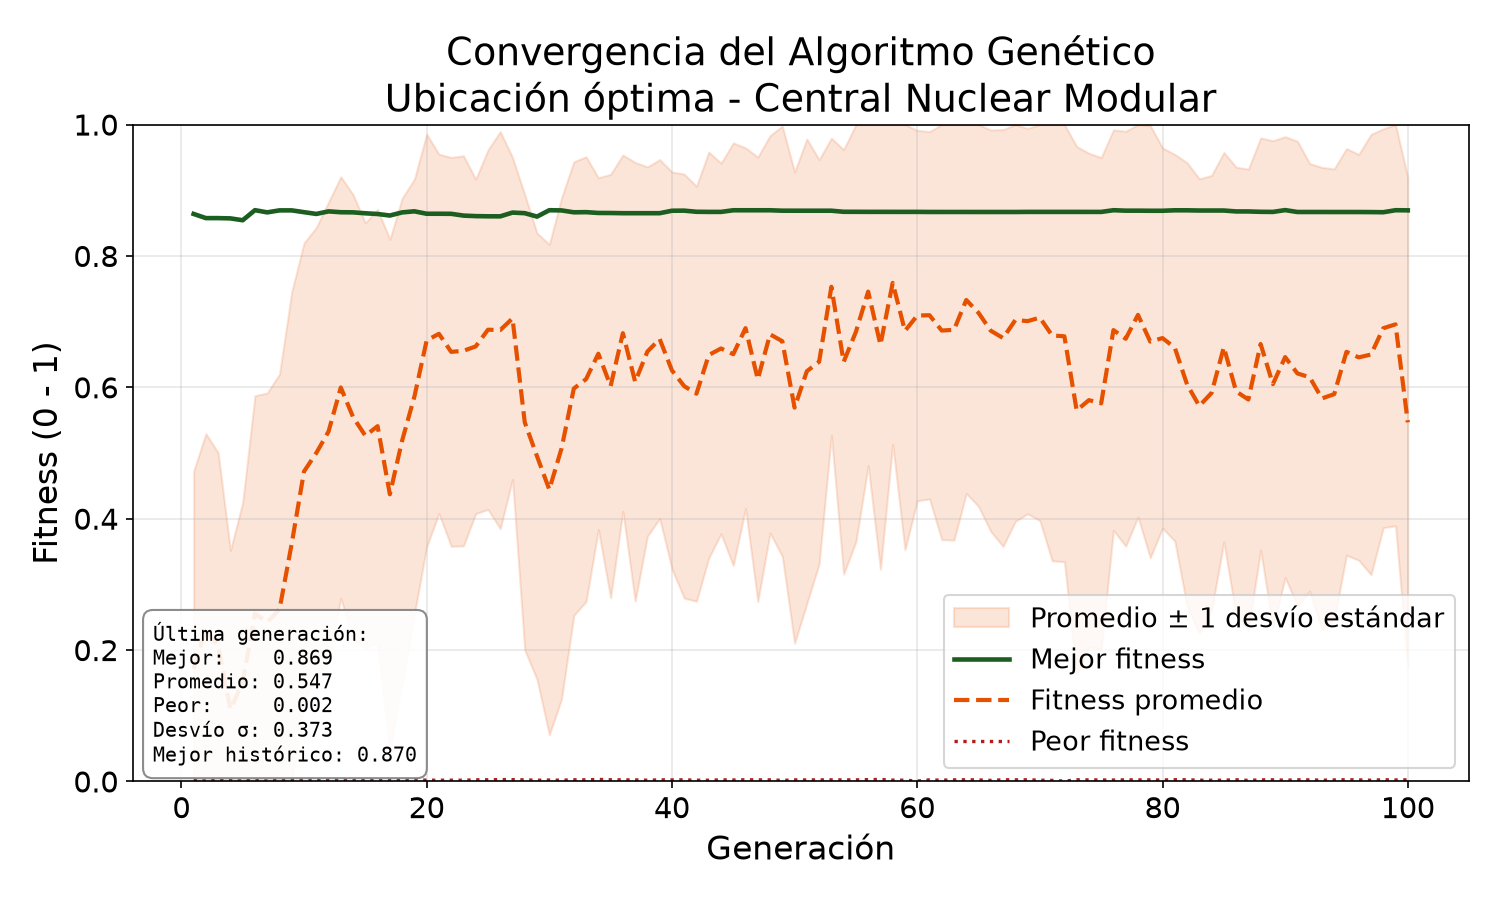 Convergencia del Algoritmo Genético
Ubicación óptima - Central Nuclear Modular
1.0
0.8
0.6
0.4
0.2
0.0
Fitness (0 - 1)
Última generación:
Mejor: 0.869
Promedio: 0.547
Peor: 0.002
Desvío σ: 0.373
Mejor histórico: 0.870
Promedio ± 1 desvío estándar
Mejor fitness
Fitness promedio
Peor fitness
0 20 40 60 80 100
Generación